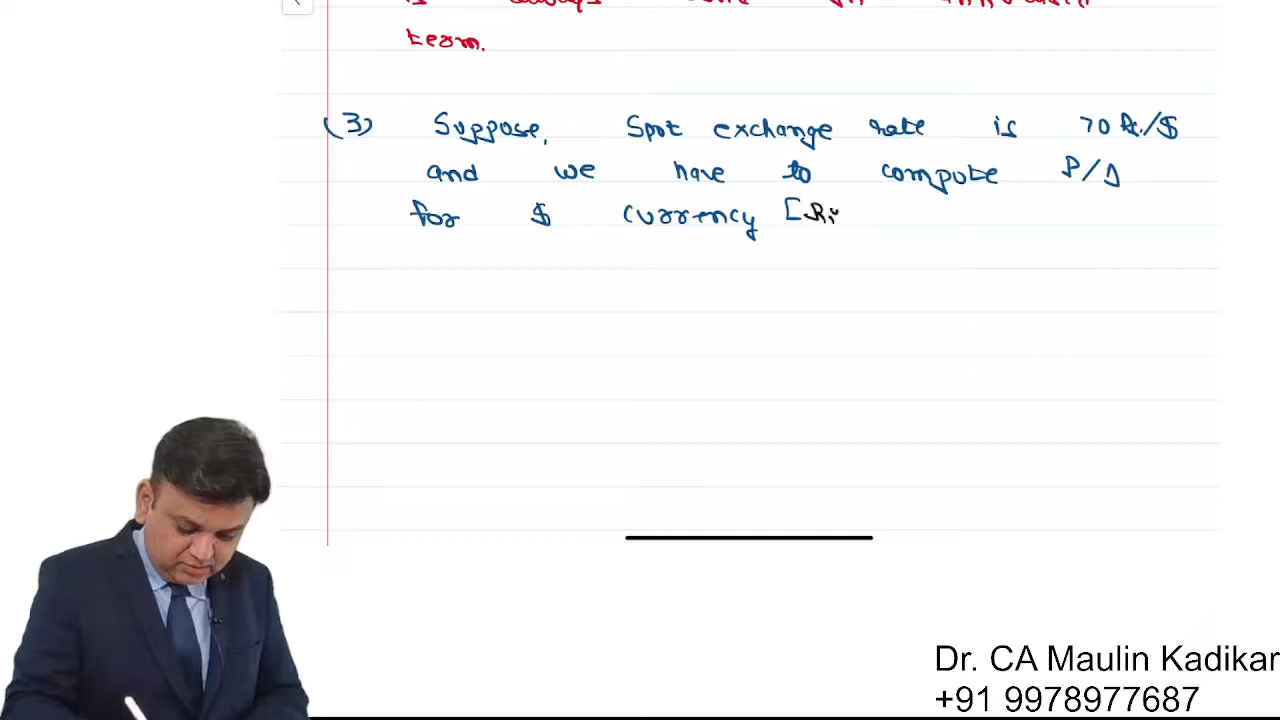 term.
(3) Suppose, Spot exchange rate is 70 Rs./$
and we have to compute P/D
for $ currency [Ri
Dr. CA Maulin Kadikar
+91 9978977687